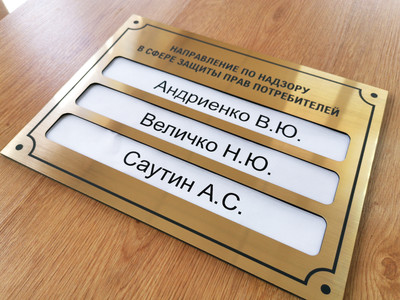 НАПРАВЛЕНИЕ ПО НАДЗОРУ
В СФЕРЕ ЗАЩИТЫ ПРАВ ПОТРЕБИТЕЛЕЙ
Андриенко В.Ю.
Величко Н.Ю.
Саутин А.С.